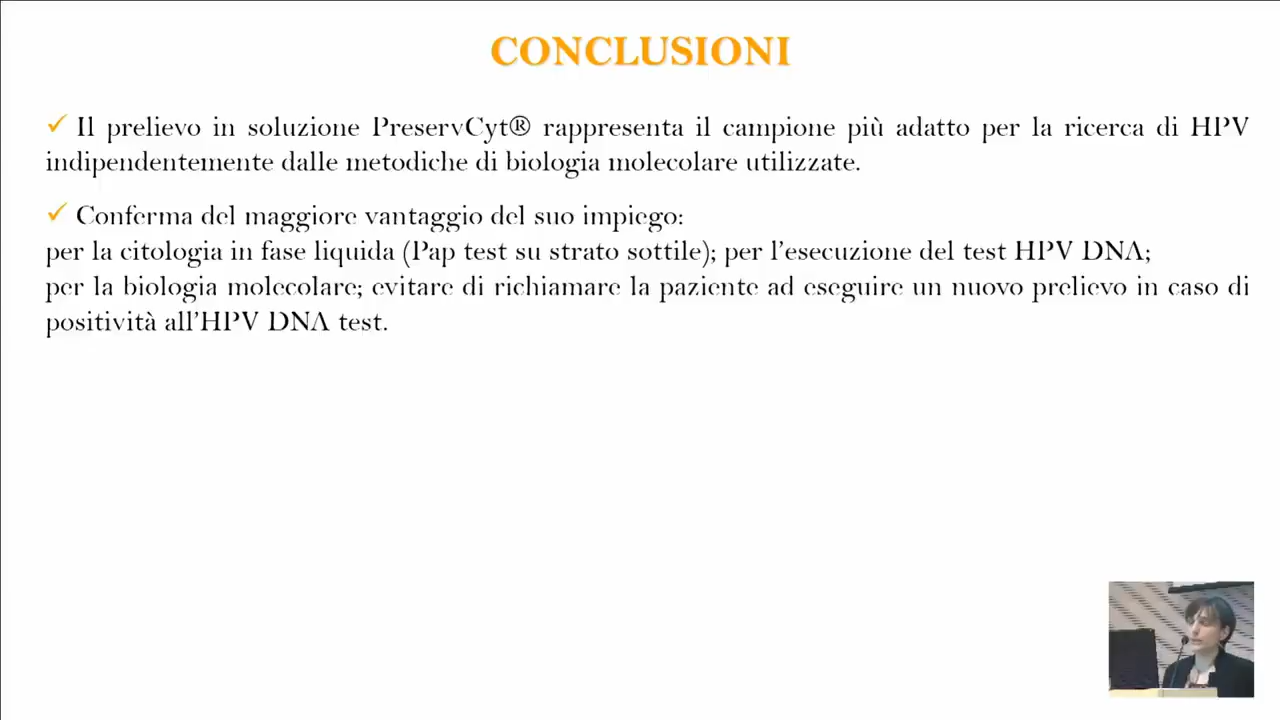 CONCLUSIONI
✓ Il prelievo in soluzione PreservCyt® rappresenta il campione più adatto per la ricerca di HPV
indipendentemente dalle metodiche di biologia molecolare utilizzate.
✓ Conferma del maggiore vantaggio del suo impiego:
per la citologia in fase liquida (Pap test su strato sottile); per l'esecuzione del test HPV DNA;
per la biologia molecolare; evitare di richiamare la paziente ad eseguire un nuovo prelievo in caso di
positività all'HPV DNA test.